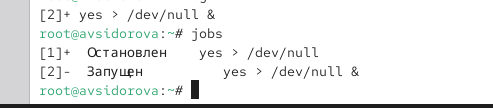 [2]+ yes > /dev/null &
root@avsidorova:~# jobs
[1]+  Остановлен    yes > /dev/null
[2]-  Запущен          yes > /dev/null &
root@avsidorova:~#